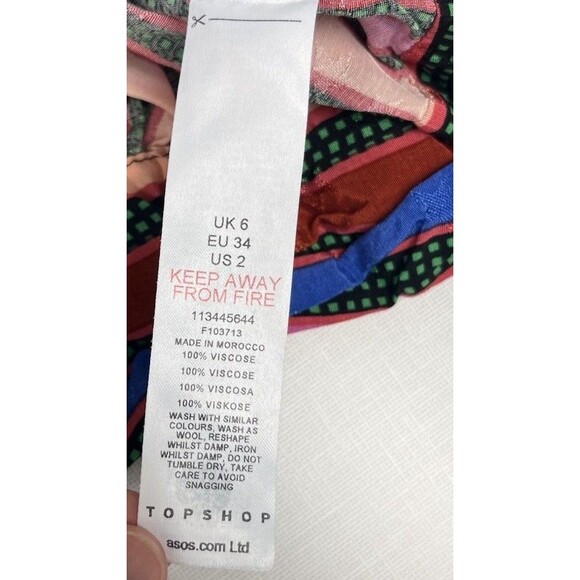 UK 6
EU 34
US 2
KEEP AWAY
FROM FIRE
113445644
F103713
MADE IN MOROCCO
100% VISCOSE
100% VISCOSE
100% VISCOSA
100% VISKOSE
WASH WITH SIMILAR
COLOURS, WASH AS
WOOL, RESHAPE
WHILST DAMP, IRON
WHILST DAMP, DO NOT
TUMBLE DRY, TAKE
CARE TO AVOID
SNAGGING
TOPSHOP
asos.com Ltd